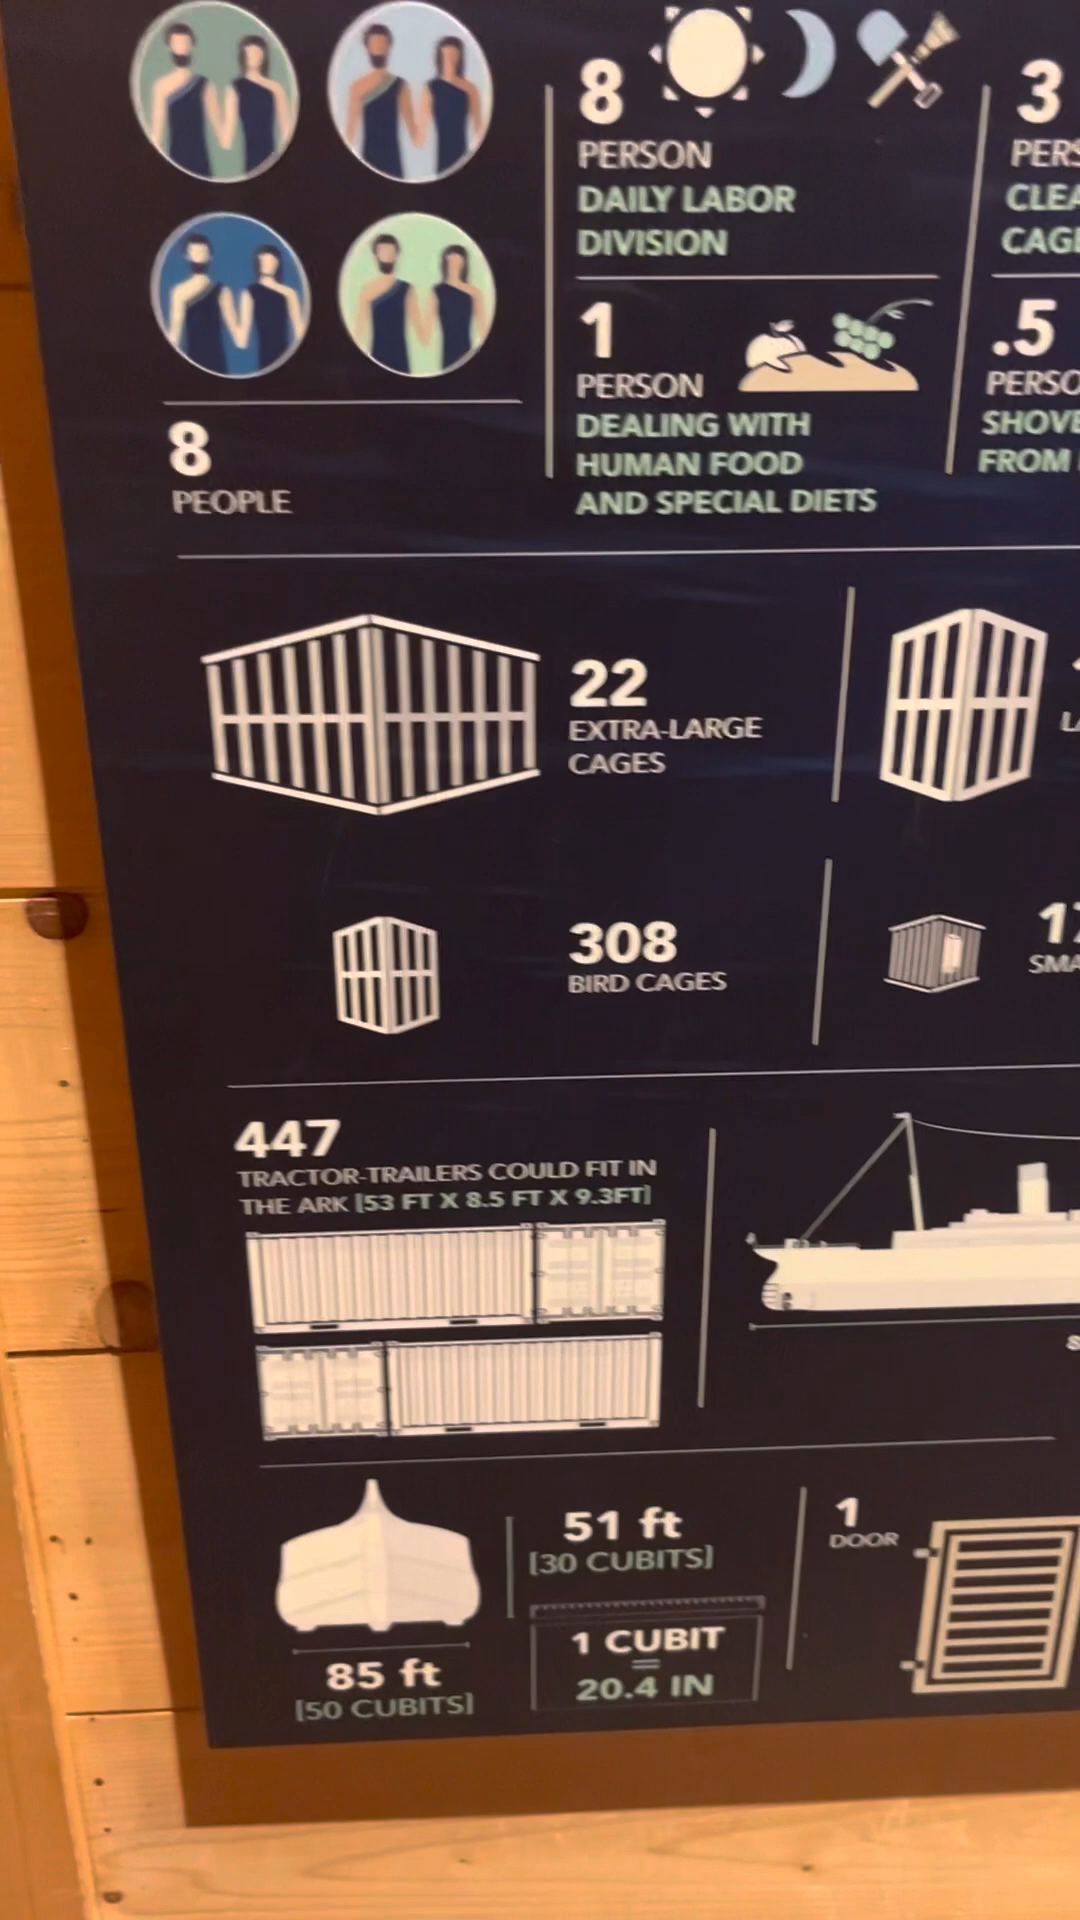 8
PERSON
DAILY LABOR
DIVISION
3
1
PERSON
DEALING WITH
HUMAN FOOD
AND SPECIAL DIETS
.5
FROM
8
PEOPLE
22
EXTRA-LARGE
CAGES
308
BIRD CAGES
447
TRACTOR-TRAILERS COULD FIT IN
THE ARK [53 FT X 8.5 FT X 9.3FT]
85 ft
[50 CUBITS]
51 ft
[30 CUBITS]
1 CUBIT
=
20.4 IN
1
DOOR